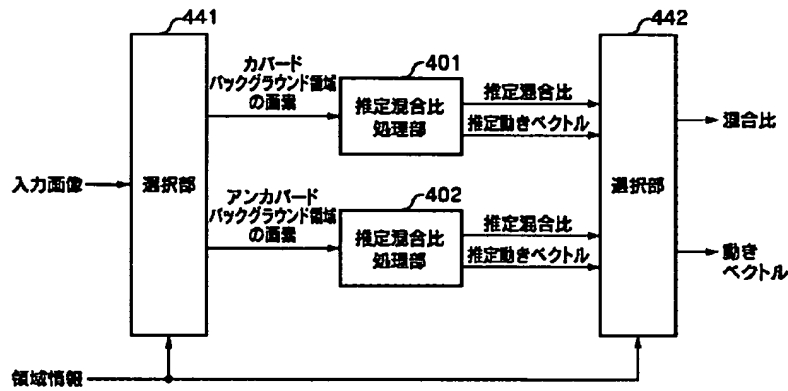 441
442
カバード
バックグラウンド領域
の画素
401
推定混合比
処理部
推定混合比
推定動きベクトル
混合比
入力画像
選択部
選択部
アンカバード
バックグラウンド領域
の画素
402
推定混合比
処理部
推定混合比
推定動きベクトル
動き
ベクトル
領域情報